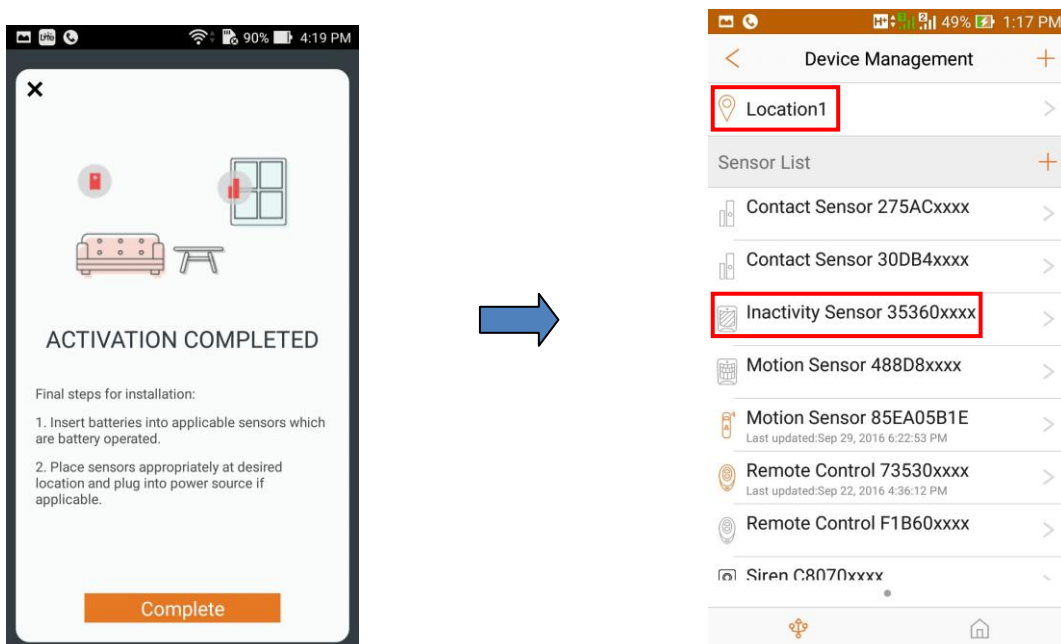 90% 4:19 PM
ACTIVATION COMPLETED
Final steps for installation:
1. Insert batteries into applicable sensors which
are battery operated.
2. Place sensors appropriately at desired
location and plug into power source if
applicable.
Complete
49% 1:17 PM
Device Management
Location1
Sensor List
Contact Sensor 275ACxxxx
Contact Sensor 30DB4xxxx
Inactivity Sensor 35360xxxx
Motion Sensor 488D8xxxx
Motion Sensor 85EA05B1E
Last updated:Sep 29, 2016 6:22:53 PM
Remote Control 73530xxxx
Last updated:Sep 22, 2016 4:36:12 PM
Remote Control F1B60xxxx
Siren C8070xxxx